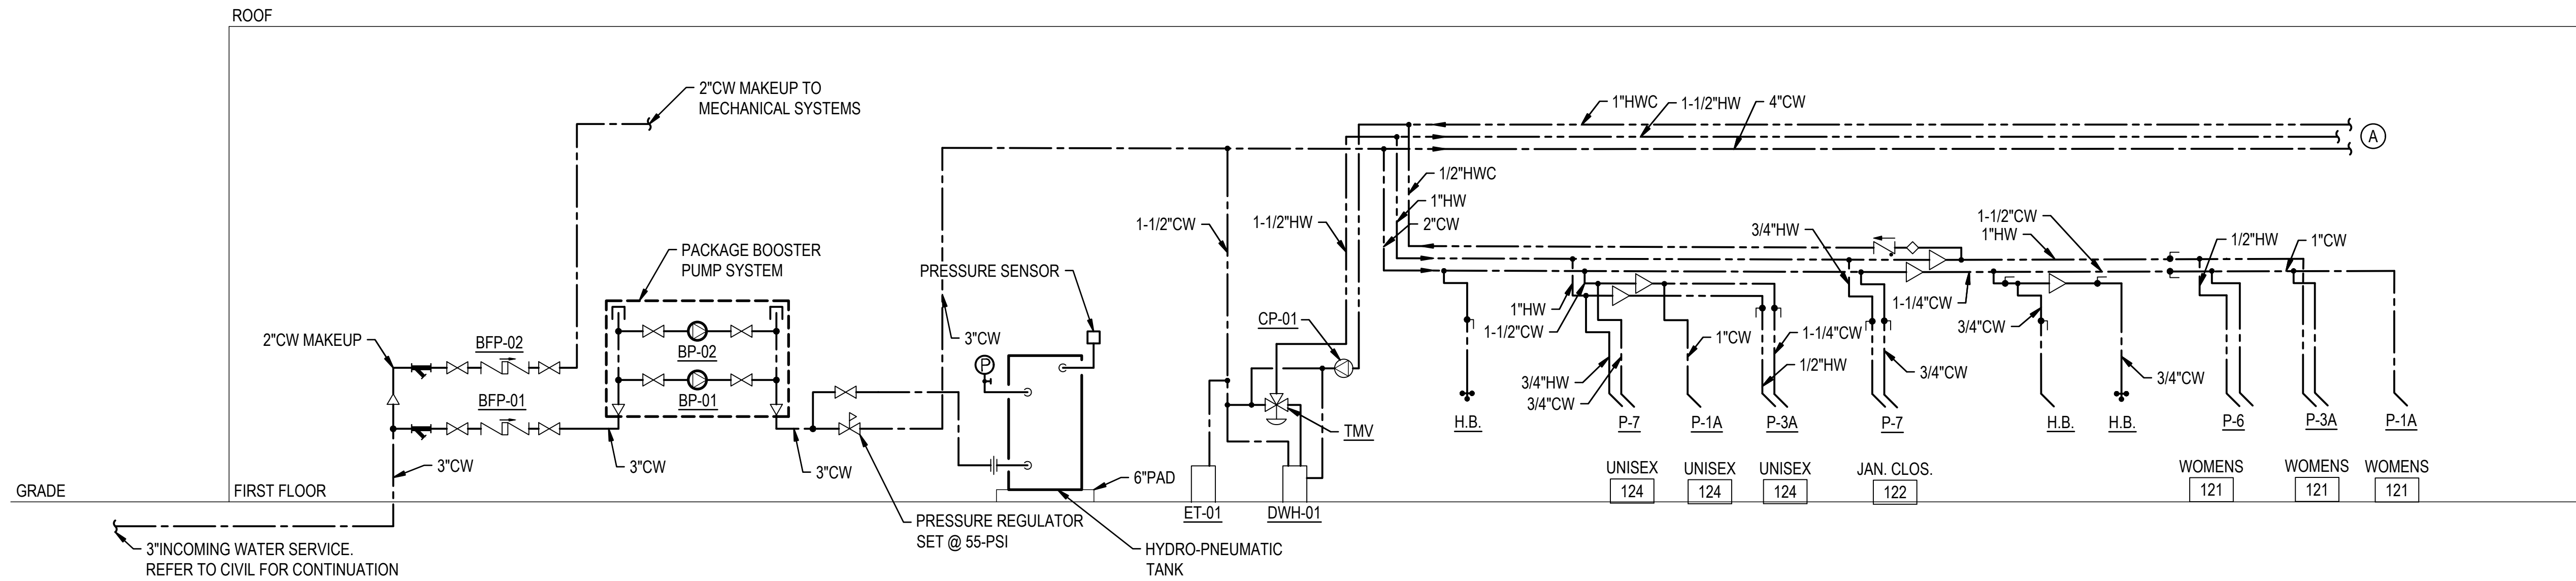 ROOF
2"CW MAKEUP TO
MECHANICAL SYSTEMS
1"HWC
1-1/2"HW
4"CW
A
1/2"HWC
1"HW
2"CW
1-1/2"CW
1-1/2"HW
3/4"HW
1-1/2"CW
1"HW
1/2"HW
1"CW
PACKAGE BOOSTER
PUMP SYSTEM
PRESSURE SENSOR
1"HW
1-1/2"CW
1-1/4"CW
3/4"CW
2"CW MAKEUP
BFP-02
BP-02
3"CW
CP-01
1"CW
1-1/4"CW
1/2"HW
3/4"CW
3/4"CW
P
3/4"HW
3/4"CW
BFP-01
BP-01
TMV
H.B.
P-7
P-1A
P-3A
P-7
H.B.
H.B.
P-6
P-3A
P-1A
3"CW
3"CW
3"CW
6"PAD
UNISEX
124
UNISEX
124
UNISEX
124
JAN. CLOS.
122
WOMENS
121
WOMENS
121
WOMENS
121
GRADE
FIRST FLOOR
ET-01
DWH-01
PRESSURE REGULATOR
SET @ 55-PSI
HYDRO-PNEUMATIC
TANK
3"INCOMING WATER SERVICE.
REFER TO CIVIL FOR CONTINUATION